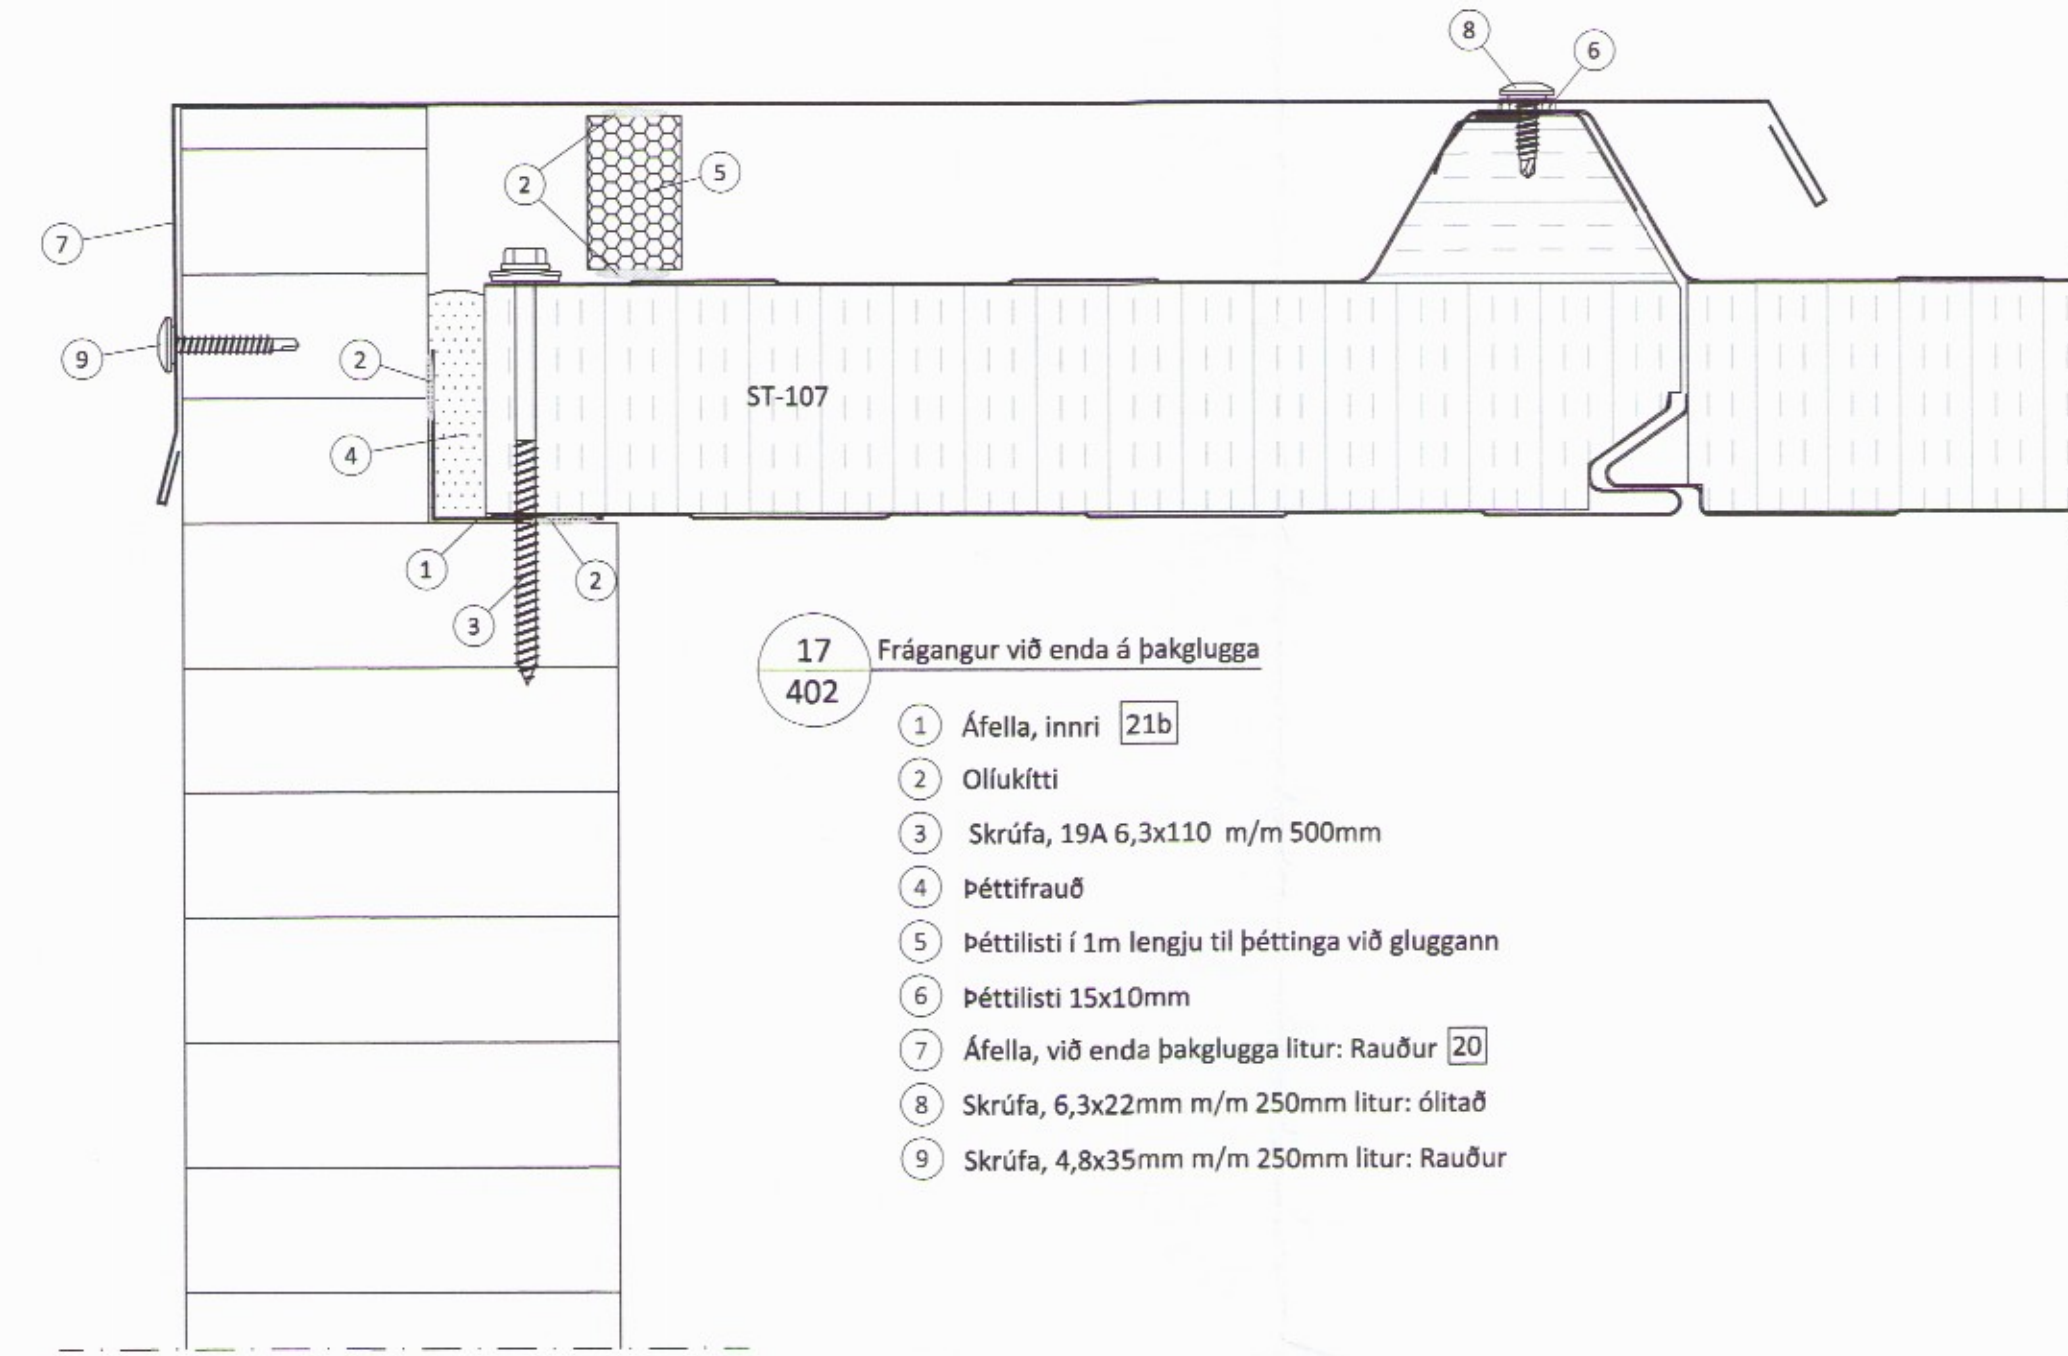 8
6
2
5
7
9
2
4
ST-107
1
2
3
17
402
Frágangur við enda á þakglugga
1 Áfella, innri 21b
2 Olíukítti
3 Skrúfa, 19A 6,3x110 m/m 500mm
4 Þéttifrauð
5 Þéttilisti í 1m lengju til þéttinga við gluggann
6 Þéttilisti 15x10mm
7 Áfella, við enda þakglugga litur: Rauður 20
8 Skrúfa, 6,3x22mm m/m 250mm litur: ólitað
9 Skrúfa, 4,8x35mm m/m 250mm litur: Rauður